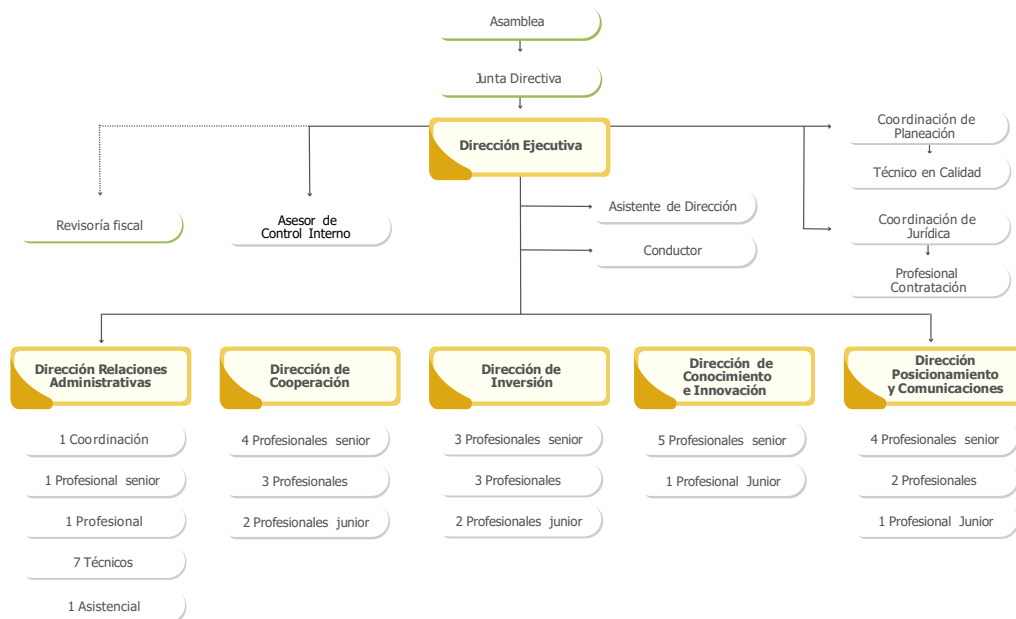 Asamblea
Junta Directiva
Dirección Ejecutiva
Coordinación de
Planeación
Técnico en Calidad
Revisoría fiscal
Asesor de
Control Interno
Asistente de Dirección
Conductor
Coordinación de
Jurídica
Profesional
Contratación
Dirección Relaciones
Administrativas
1 Coordinación
1 Profesional senior
1 Profesional
7 Técnicos
1 Asistencial
Dirección de
Cooperación
4 Profesionales senior
3 Profesionales
2 Profesionales junior
Dirección de
Inversión
3 Profesionales senior
3 Profesionales
2 Profesionales junior
Dirección de
Conocimiento
e Innovación
5 Profesionales senior
1 Profesional Junior
Dirección
Posicionamiento
y Comunicaciones
4 Profesionales senior
2 Profesionales
1 Profesional Junior